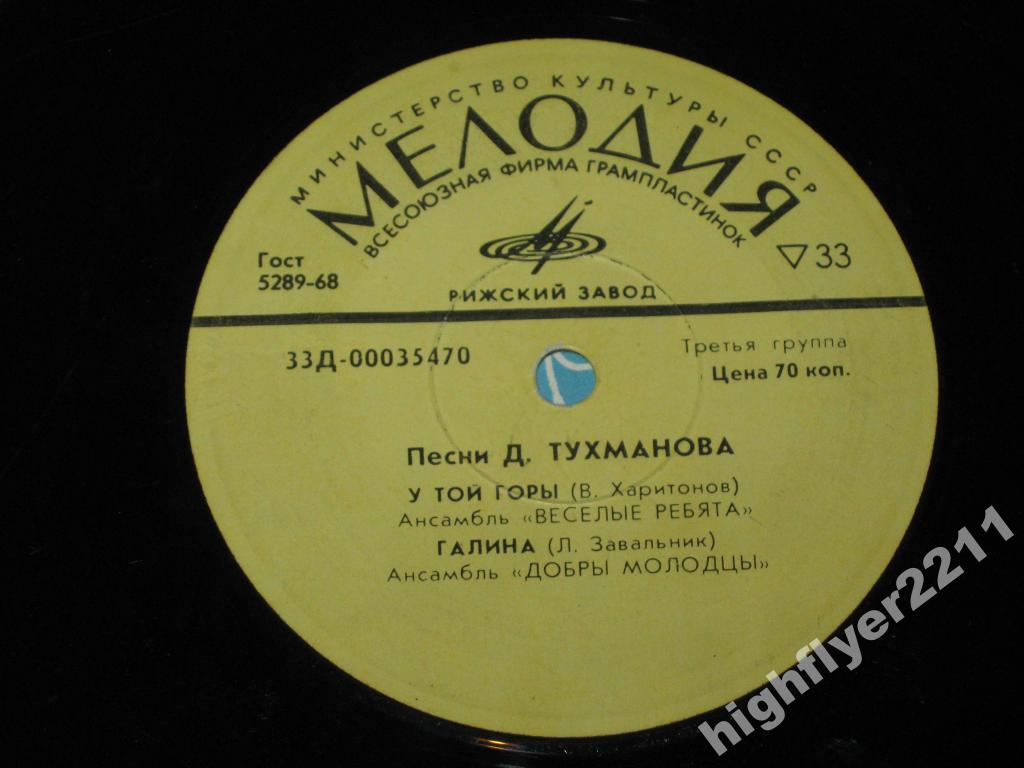 МИНИСТЕРСТВО КУЛЬТУРЫ СССР
МЕЛОДИЯ
ВСЕСОЮЗНАЯ ФИРМА ГРАМПЛАСТИНОК
Гост
5289-68
▽33
РИЖСКИЙ ЗАВОД
33Д-00035470
Третья группа
Цена 70 коп.
Песни Д. ТУХМАНОВА
У ТОЙ ГОРЫ (В. Харитонов)
Ансамбль «ВЕСЕЛЫЕ РЕБЯТА»
ГАЛИНА (Л. Завальник)
Ансамбль «ДОБРЫ МОЛОДЦЫ»
highflyer2211